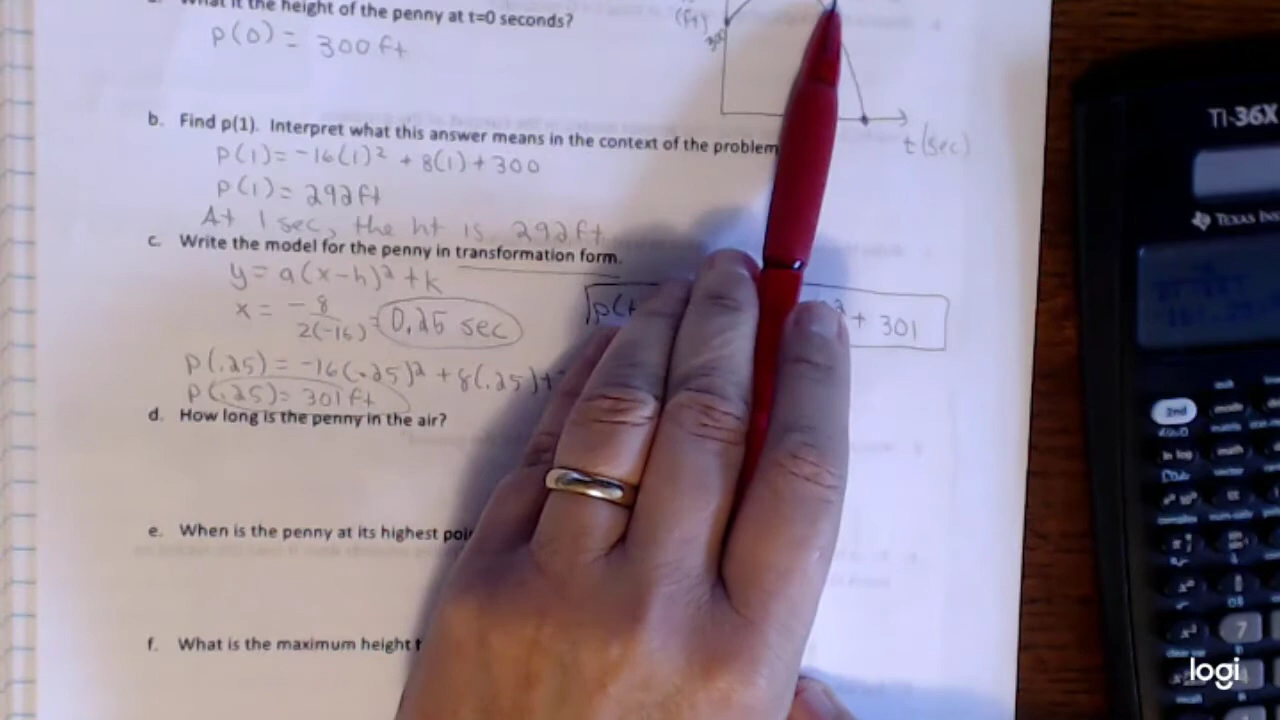 What it the height of the penny at t=0 seconds?
p(0) = 300 ft
(ft)
300
t(sec)
b. Find p(1). Interpret what this answer means in the context of the problem
p(1) = -16(1)² + 8(1) + 300
p(1) = 292 ft
At 1 sec, the ht is 292 ft
c. Write the model for the penny in transformation form.
y = a(x-h)² + k
x = -8 / 2(-16) = 0.25 sec
p(t ² + 301
p(.25) = -16(.25)² + 8(.25) +
p(.25) = 301 ft
d. How long is the penny in the air?
e. When is the penny at its highest poi
f. What is the maximum height t
TI-36X
TEXAS INS
2nd
mode
math
7
logi